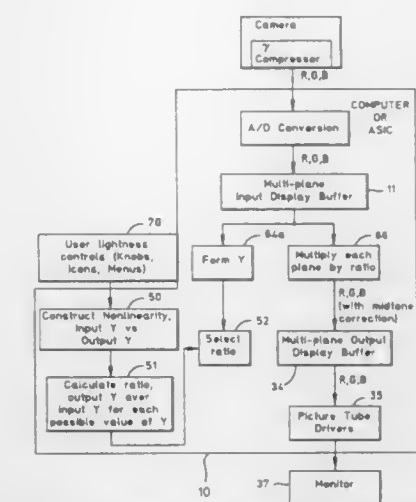 Camera
γ
Compressor
R,G,B
COMPUTER
OR
ASIC
A/D Conversion
R,G,B
Multi-plane
Input Display Buffer
11
70
User lightness
controls (Knobs,
Icons, Menus)
64a
Form Y
66
Multiply each
plane by ratio
50
Construct Nonlinearity,
Input Y vs
Output Y
52
Select
ratio
R,G,B
(with midtone
correction)
Multi-plane Output
Display Buffer
34
51
Calculate ratio,
output Y over
input Y for each
possible value of Y
R,G,B
35
Picture Tube
Drivers
10
37
Monitor